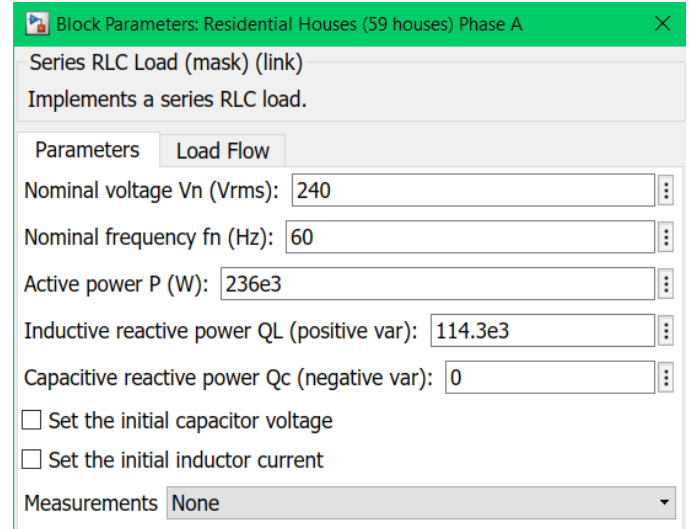 Block Parameters: Residential Houses (59 houses) Phase A
Series RLC Load (mask) (link)
Implements a series RLC load.
Parameters Load Flow
Nominal voltage Vn (Vrms): 240
Nominal frequency fn (Hz): 60
Active power P (W): 236e3
Inductive reactive power QL (positive var): 114.3e3
Capacitive reactive power Qc (negative var): 0
Set the initial capacitor voltage
Set the initial inductor current
Measurements None